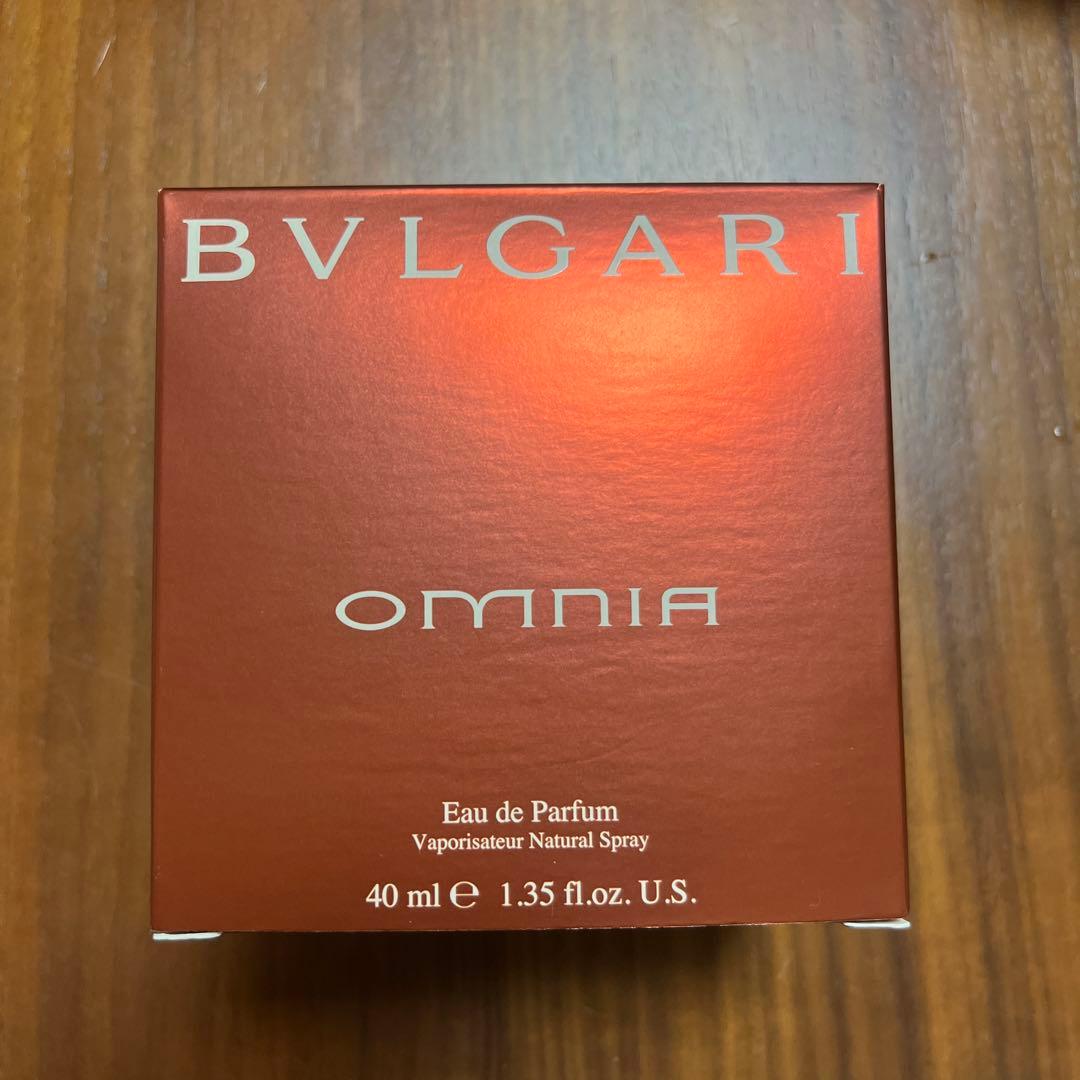 BVLGARI
OMNIA
Eau de Parfum
Vaporisateur Natural Spray
40 ml ℮ 1.35 fl.oz. U.S.